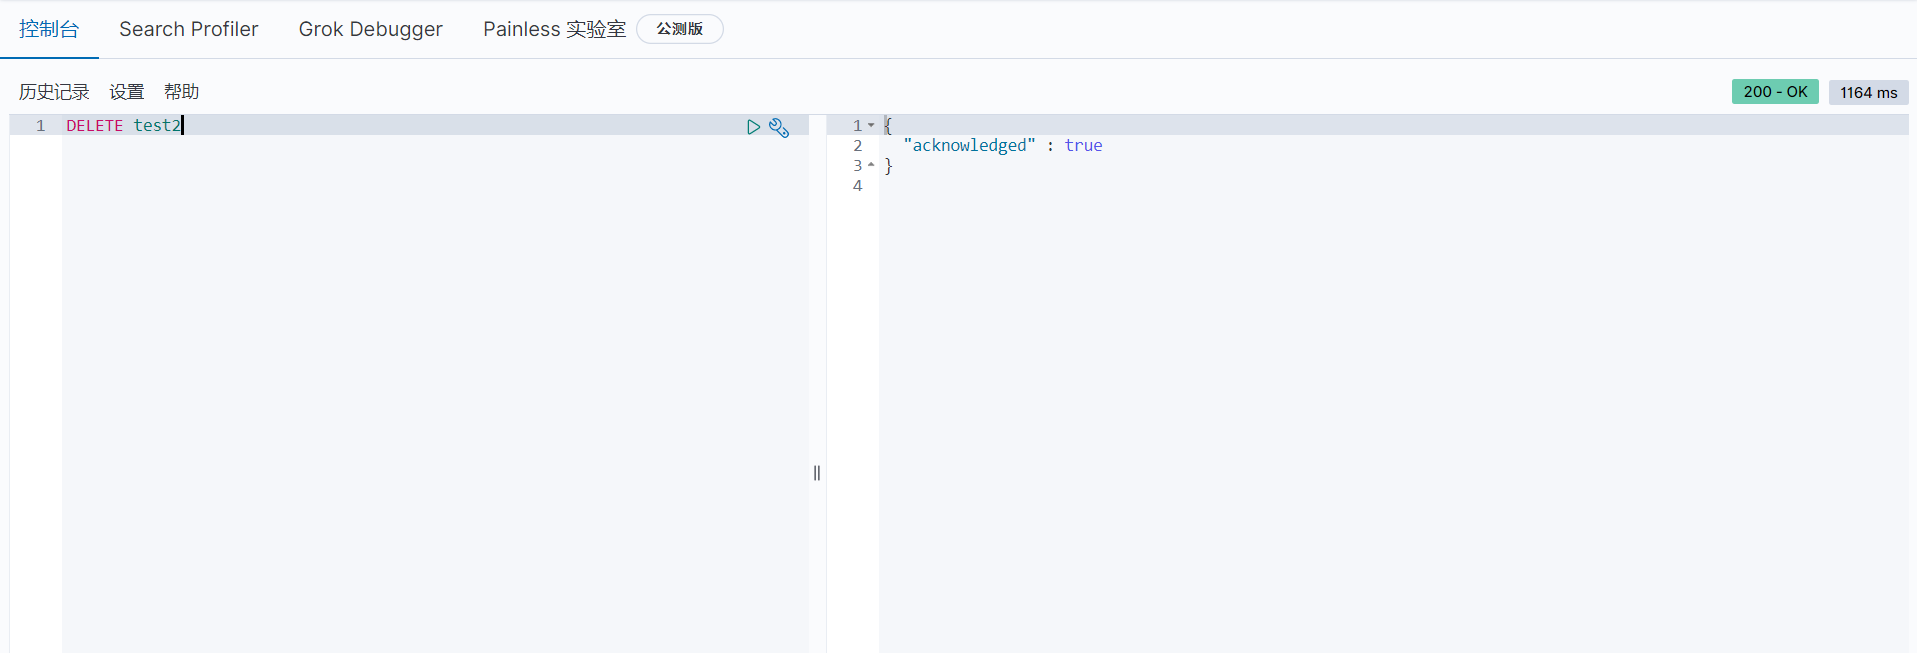 控制台 Search Profiler Grok Debugger Painless 实验室 公测版
历史记录 设置 帮助 200 - OK 1164 ms
1 DELETE test2
1 {
2 "acknowledged" : true
3 }
4